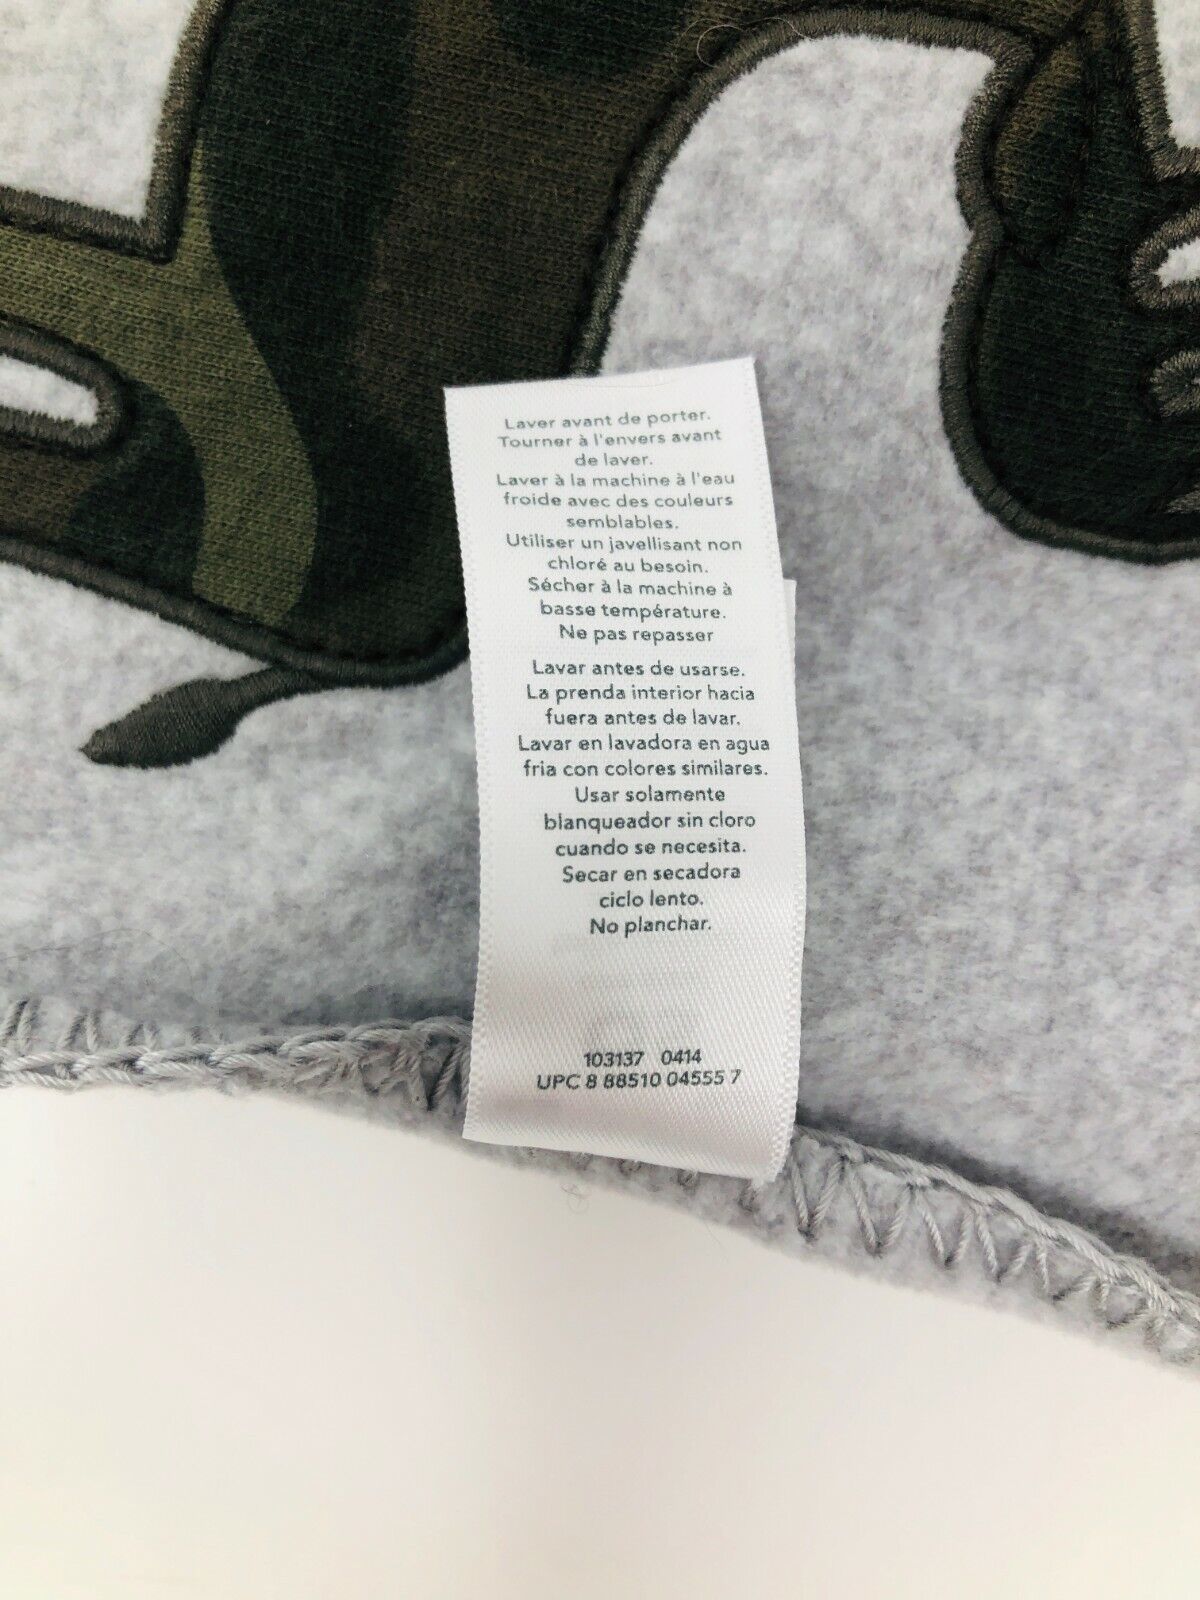 Laver avant de porter.
Tourner à l'envers avant
de laver.
Laver à la machine à l'eau
froide avec des couleurs
semblables.
Utiliser un javellisant non
chloré au besoin.
Sécher à la machine à
basse température.
Ne pas repasser
Lavar antes de usarse.
La prenda interior hacia
fuera antes de lavar.
Lavar en lavadora en agua
fria con colores similares.
Usar solamente
blanqueador sin cloro
cuando se necesita.
Secar en secadora
ciclo lento.
No planchar.
103137 0414
UPC 8 88510 04555 7